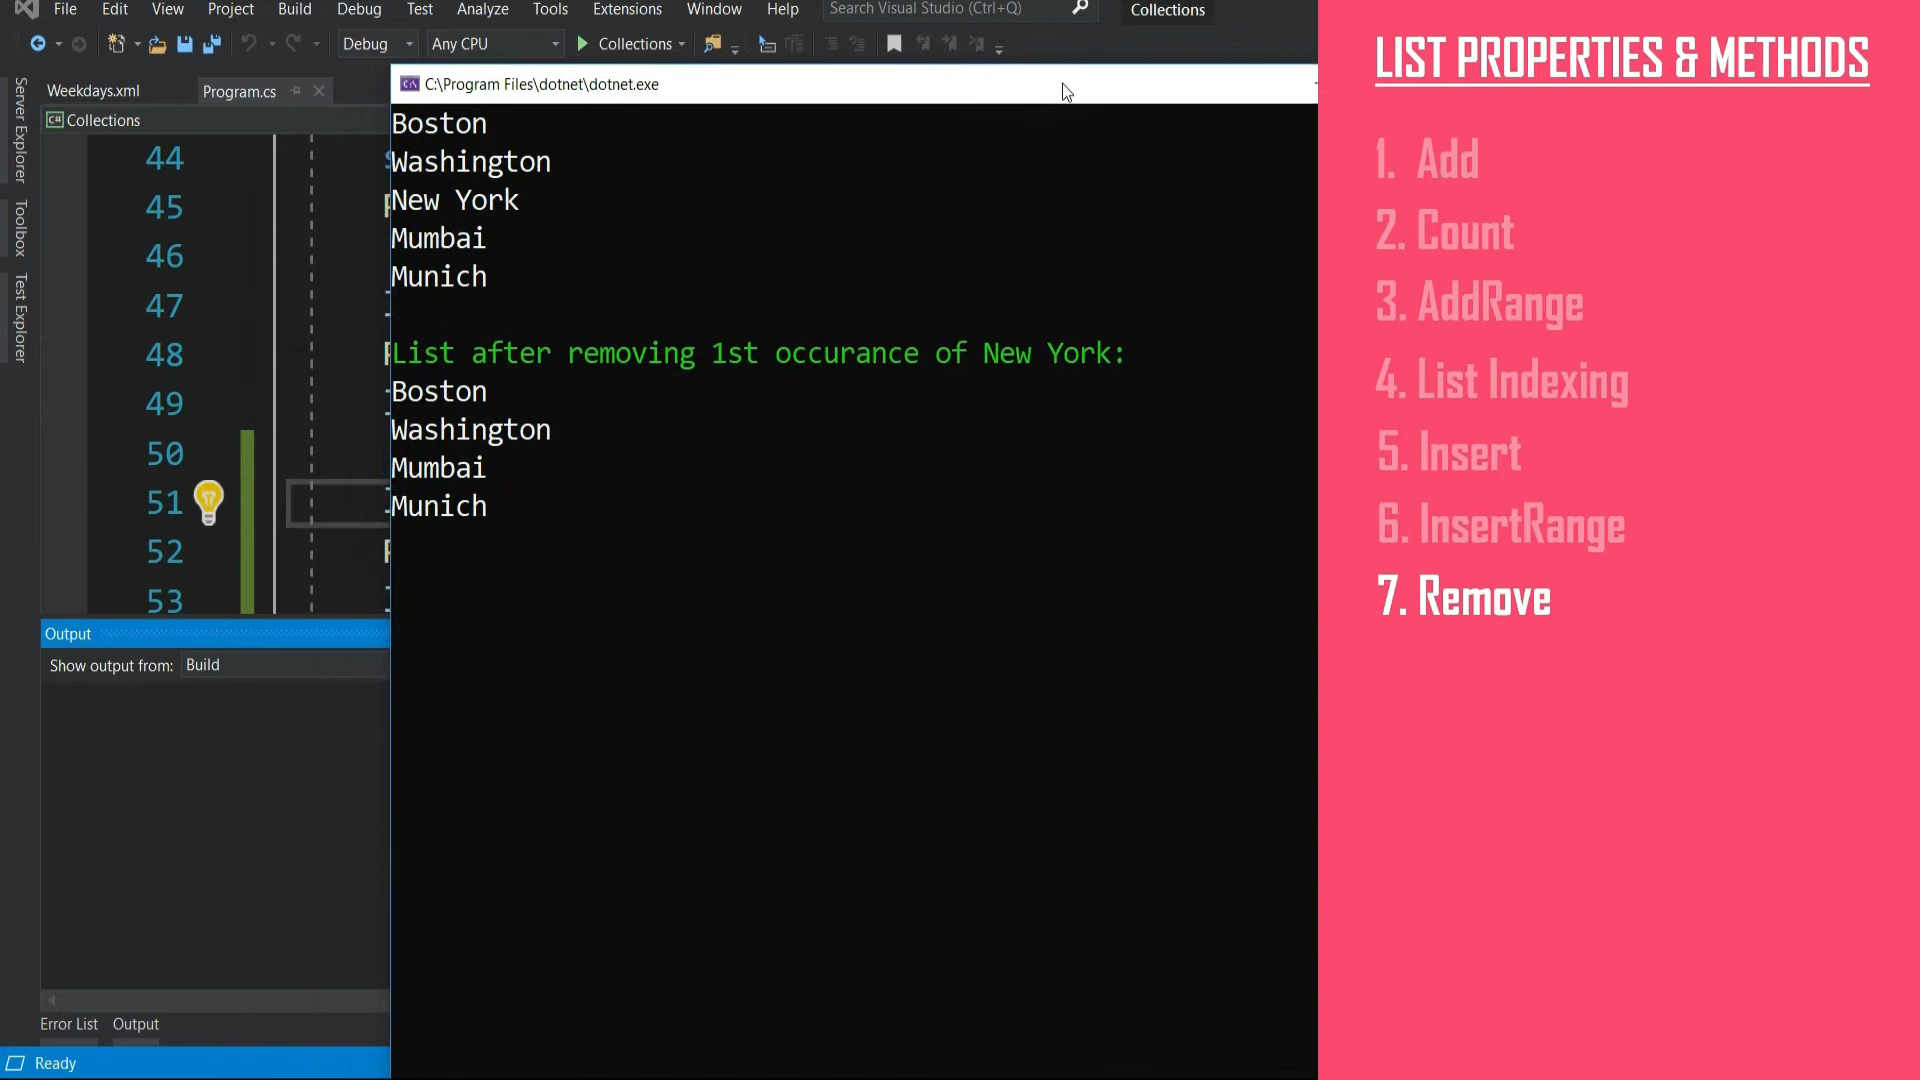 File Edit View Project Build Debug Test Analyze Tools Extensions Window Help Search Visual Studio (Ctrl+Q) Collections
Debug Any CPU Collections
Server Explorer
Toolbox
Test Explorer
Weekdays.xml Program.cs
C# Collections
44
45
46
47
48
49
50
51
52
53
Output
Show output from: Build
Error List Output
Ready
C:\Program Files\dotnet\dotnet.exe
Boston
Washington
New York
Mumbai
Munich
List after removing 1st occurance of New York:
Boston
Washington
Mumbai
Munich
LIST PROPERTIES & METHODS
1. Add
2. Count
3. AddRange
4. List Indexing
5. Insert
6. InsertRange
7. Remove